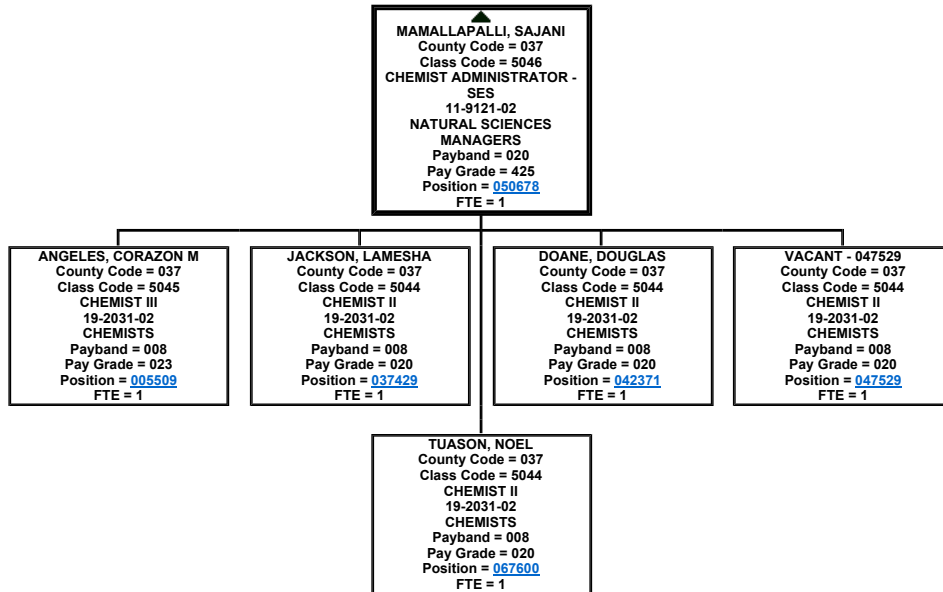 MAMALLAPALLI, SAJANI
County Code = 037
Class Code = 5046
CHEMIST ADMINISTRATOR -
SES
11-9121-02
NATURAL SCIENCES
MANAGERS
Payband = 020
Pay Grade = 425
Position = 050678
FTE = 1
ANGELES, CORAZON M
County Code = 037
Class Code = 5045
CHEMIST III
19-2031-02
CHEMISTS
Payband = 008
Pay Grade = 023
Position = 005509
FTE = 1
JACKSON, LAMESHA
County Code = 037
Class Code = 5044
CHEMIST II
19-2031-02
CHEMISTS
Payband = 008
Pay Grade = 020
Position = 037429
FTE = 1
DOANE, DOUGLAS
County Code = 037
Class Code = 5044
CHEMIST II
19-2031-02
CHEMISTS
Payband = 008
Pay Grade = 020
Position = 042371
FTE = 1
VACANT - 047529
County Code = 037
Class Code = 5044
CHEMIST II
19-2031-02
CHEMISTS
Payband = 008
Pay Grade = 020
Position = 047529
FTE = 1
TUASON, NOEL
County Code = 037
Class Code = 5044
CHEMIST II
19-2031-02
CHEMISTS
Payband = 008
Pay Grade = 020
Position = 067600
FTE = 1